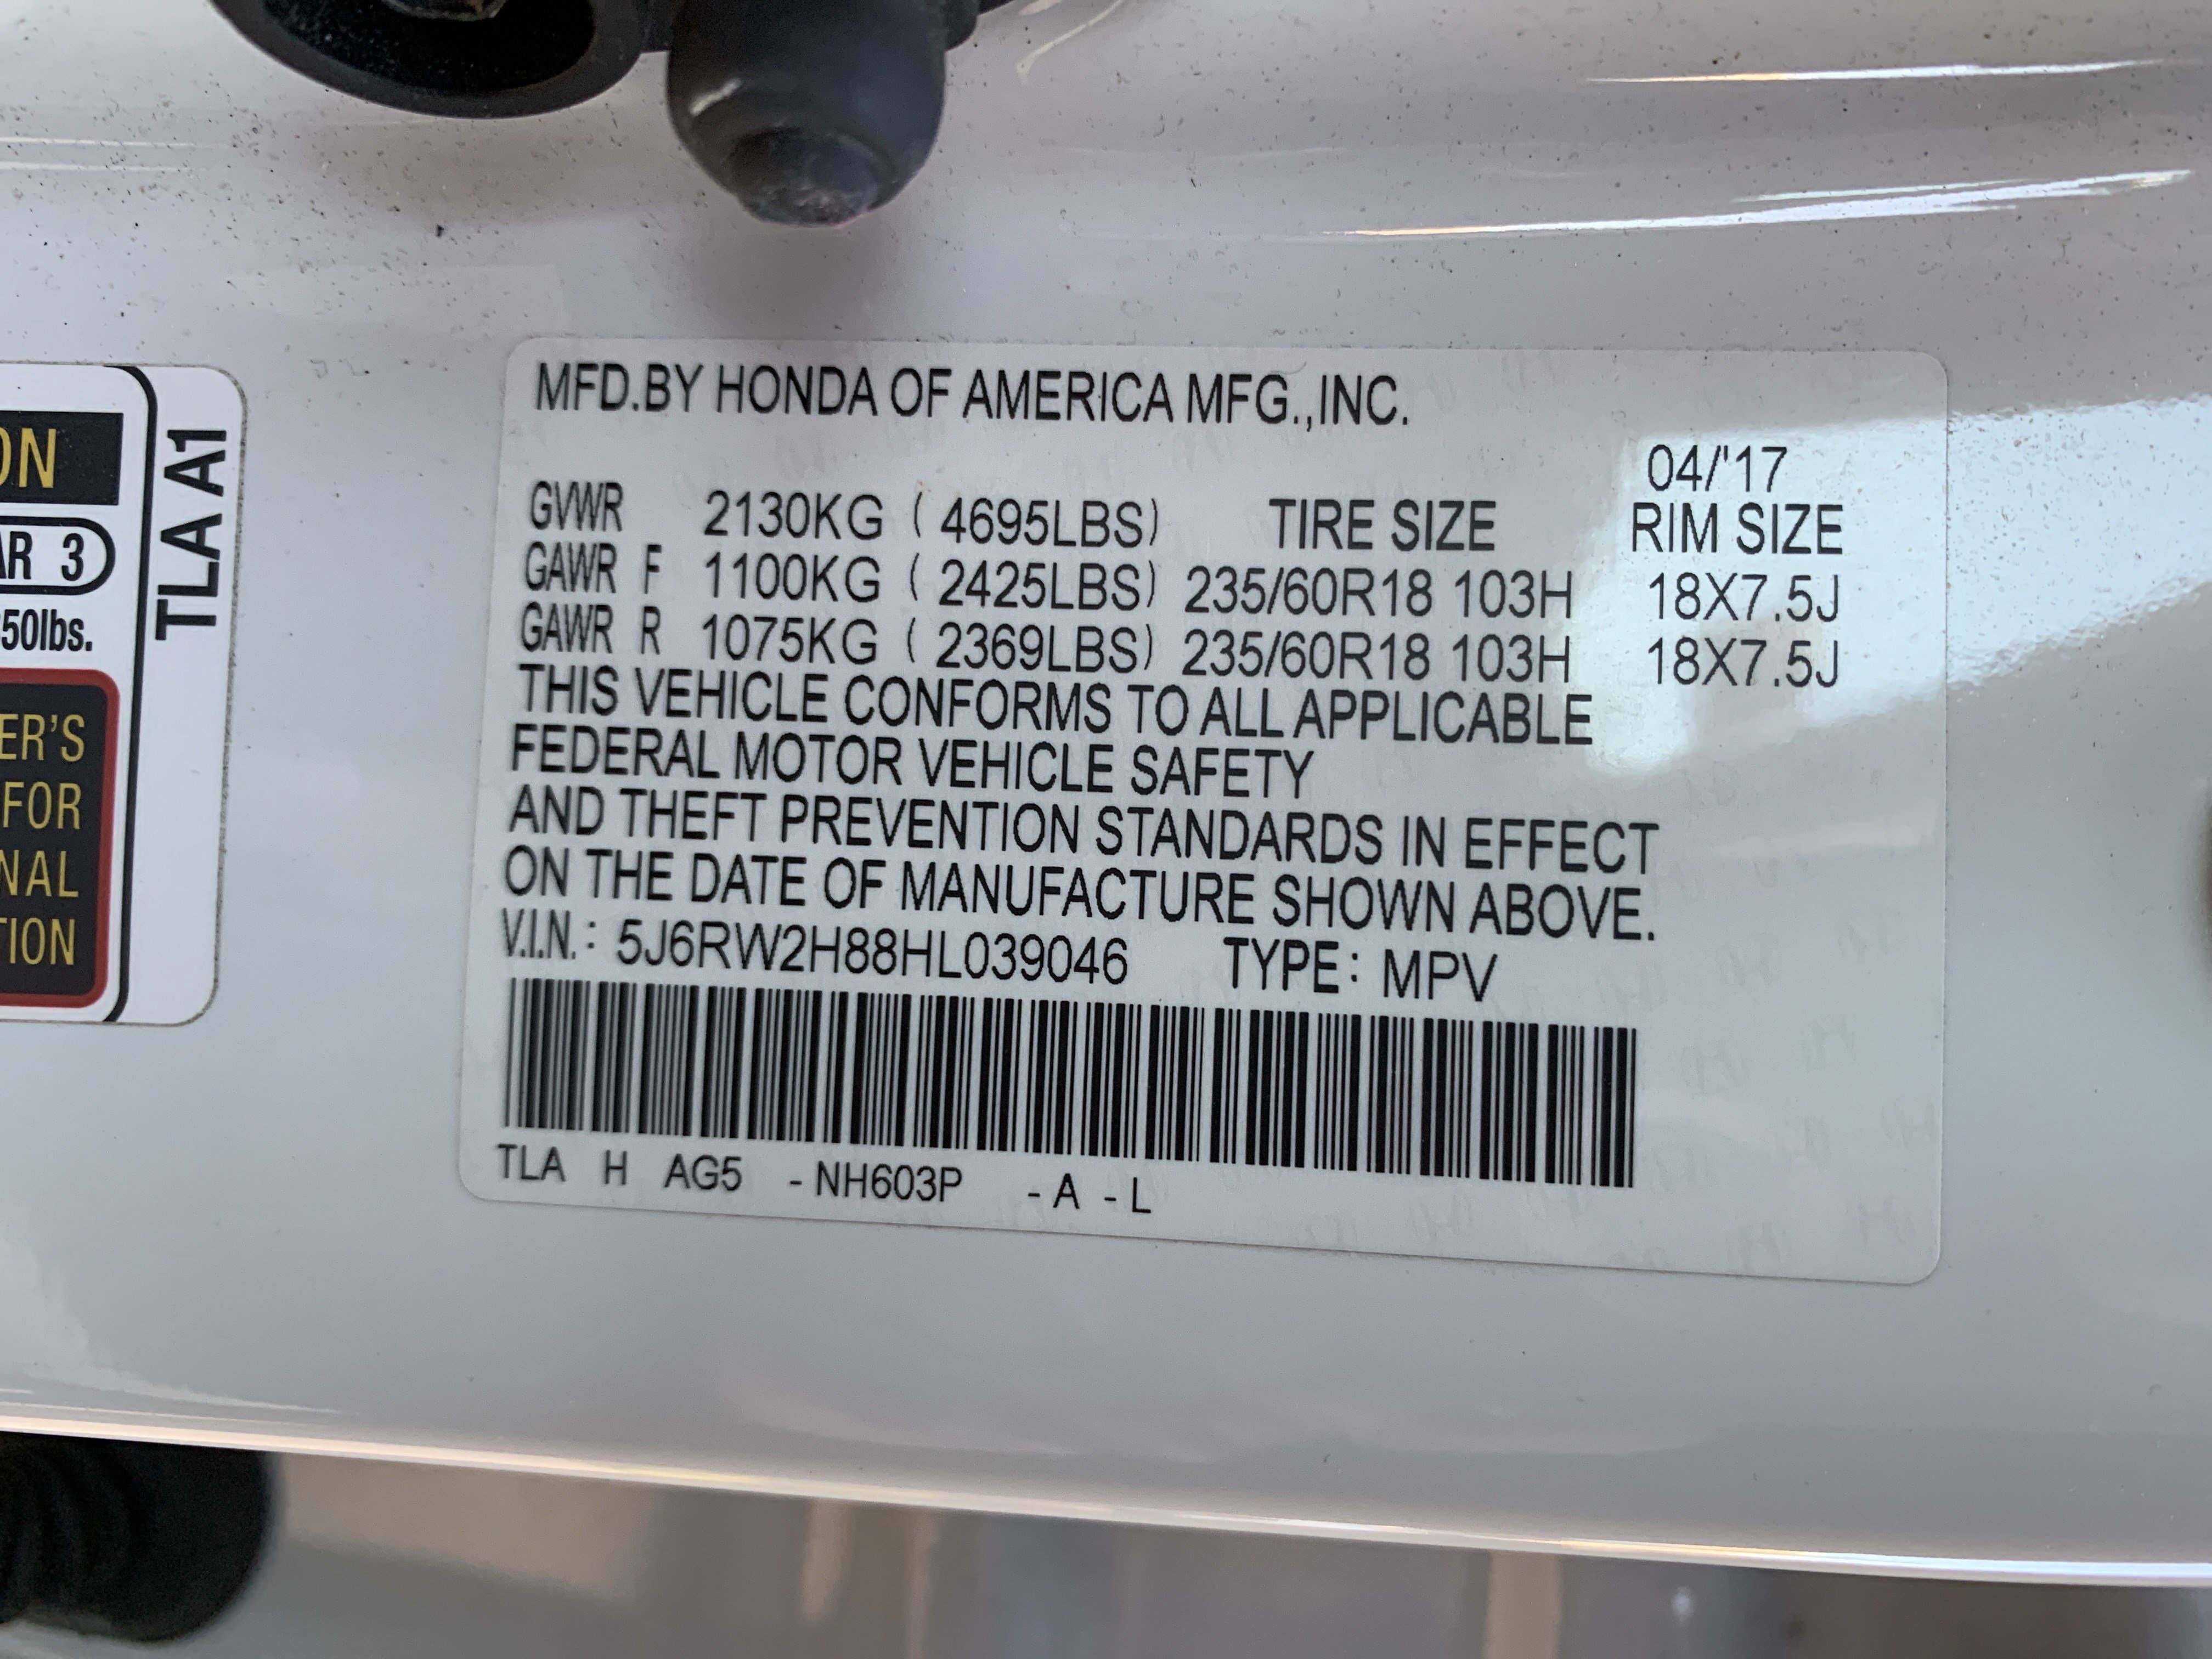 MFD.BY HONDA OF AMERICA MFG.,INC.
04/'17
GVWR 2130KG ( 4695LBS) TIRE SIZE RIM SIZE
GAWR F 1100KG ( 2425LBS) 235/60R18 103H 18X7.5J
GAWR R 1075KG ( 2369LBS) 235/60R18 103H 18X7.5J
THIS VEHICLE CONFORMS TO ALL APPLICABLE
FEDERAL MOTOR VEHICLE SAFETY
AND THEFT PREVENTION STANDARDS IN EFFECT
ON THE DATE OF MANUFACTURE SHOWN ABOVE.
V.I.N.: 5J6RW2H88HL039046 TYPE: MPV
TLA H AG5 -NH603P -A -L
ON
AR 3
50lbs.
ER'S
FOR
NAL
TION
TLA A1